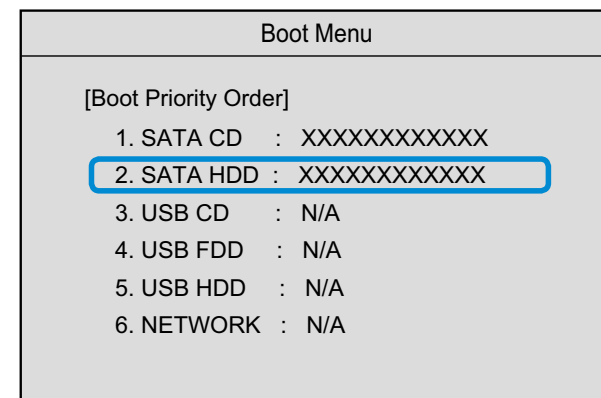 Boot Menu
[Boot Priority Order]
1. SATA CD : XXXXXXXXXXXX
2. SATA HDD : XXXXXXXXXXXX
3. USB CD : N/A
4. USB FDD : N/A
5. USB HDD : N/A
6. NETWORK : N/A